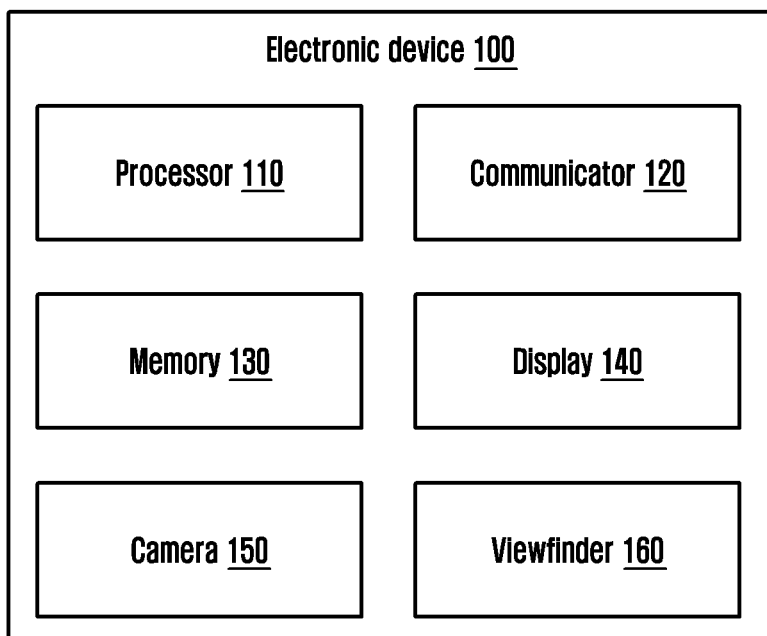 Electronic device 100
Processor 110
Communicator 120
Memory 130
Display 140
Camera 150
Viewfinder 160